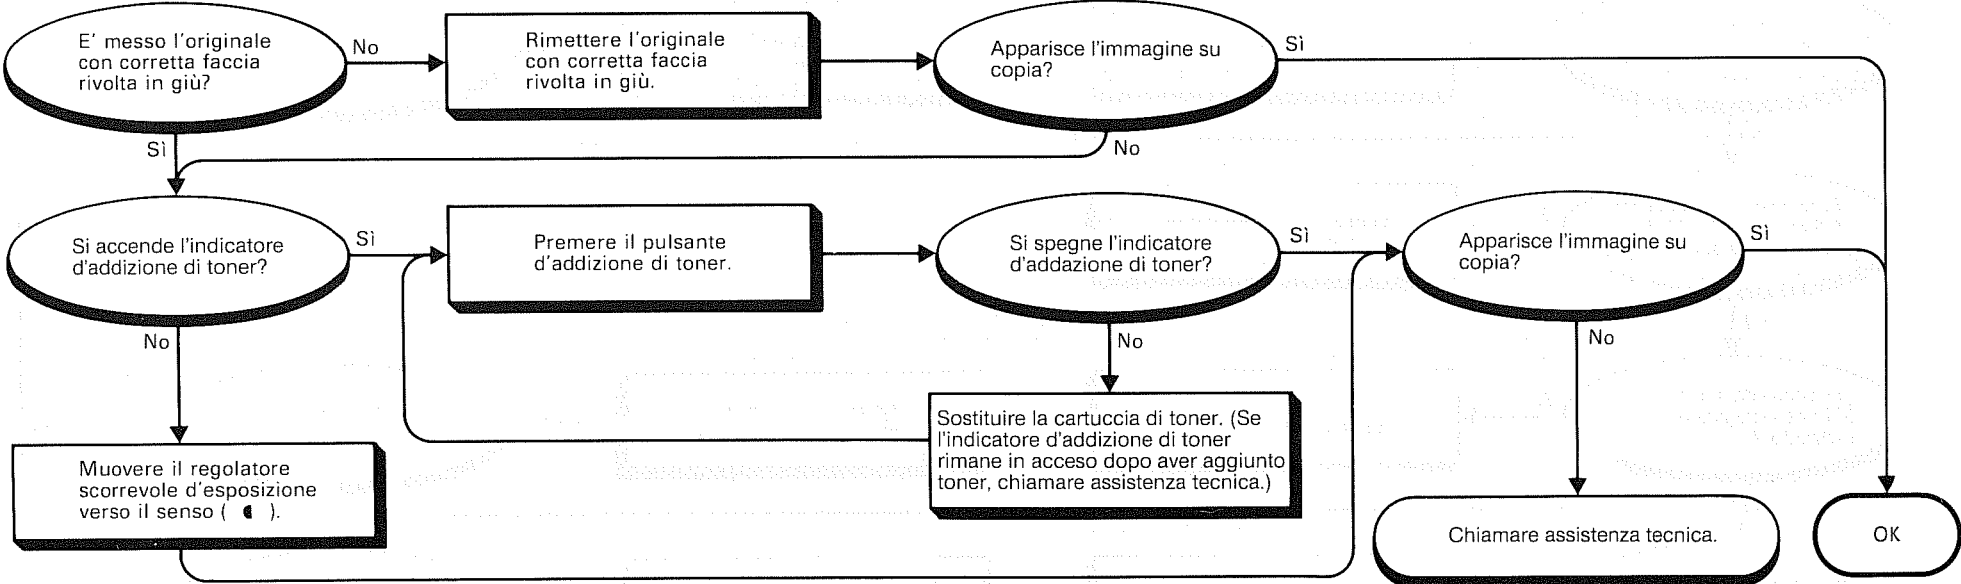 E' messo l'originale
con corretta faccia
rivolta in giù?
No
Rimettere l'originale
con corretta faccia
rivolta in giù.
Apparisce l'immagine su
copia?
Sì
Sì
No
Si accende l'indicatore
d'addizione di toner?
Sì
Premere il pulsante
d'addizione di toner.
Si spegne l'indicatore
d'addazione di toner?
Sì
Apparisce l'immagine su
copia?
Sì
No
No
No
Muovere il regolatore
scorrevole d'esposizione
verso il senso ( ).
Sostituire la cartuccia di toner. (Se
l'indicatore d'addizione di toner
rimane in acceso dopo aver aggiunto
toner, chiamare assistenza tecnica.)
Chiamare assistenza tecnica.
OK